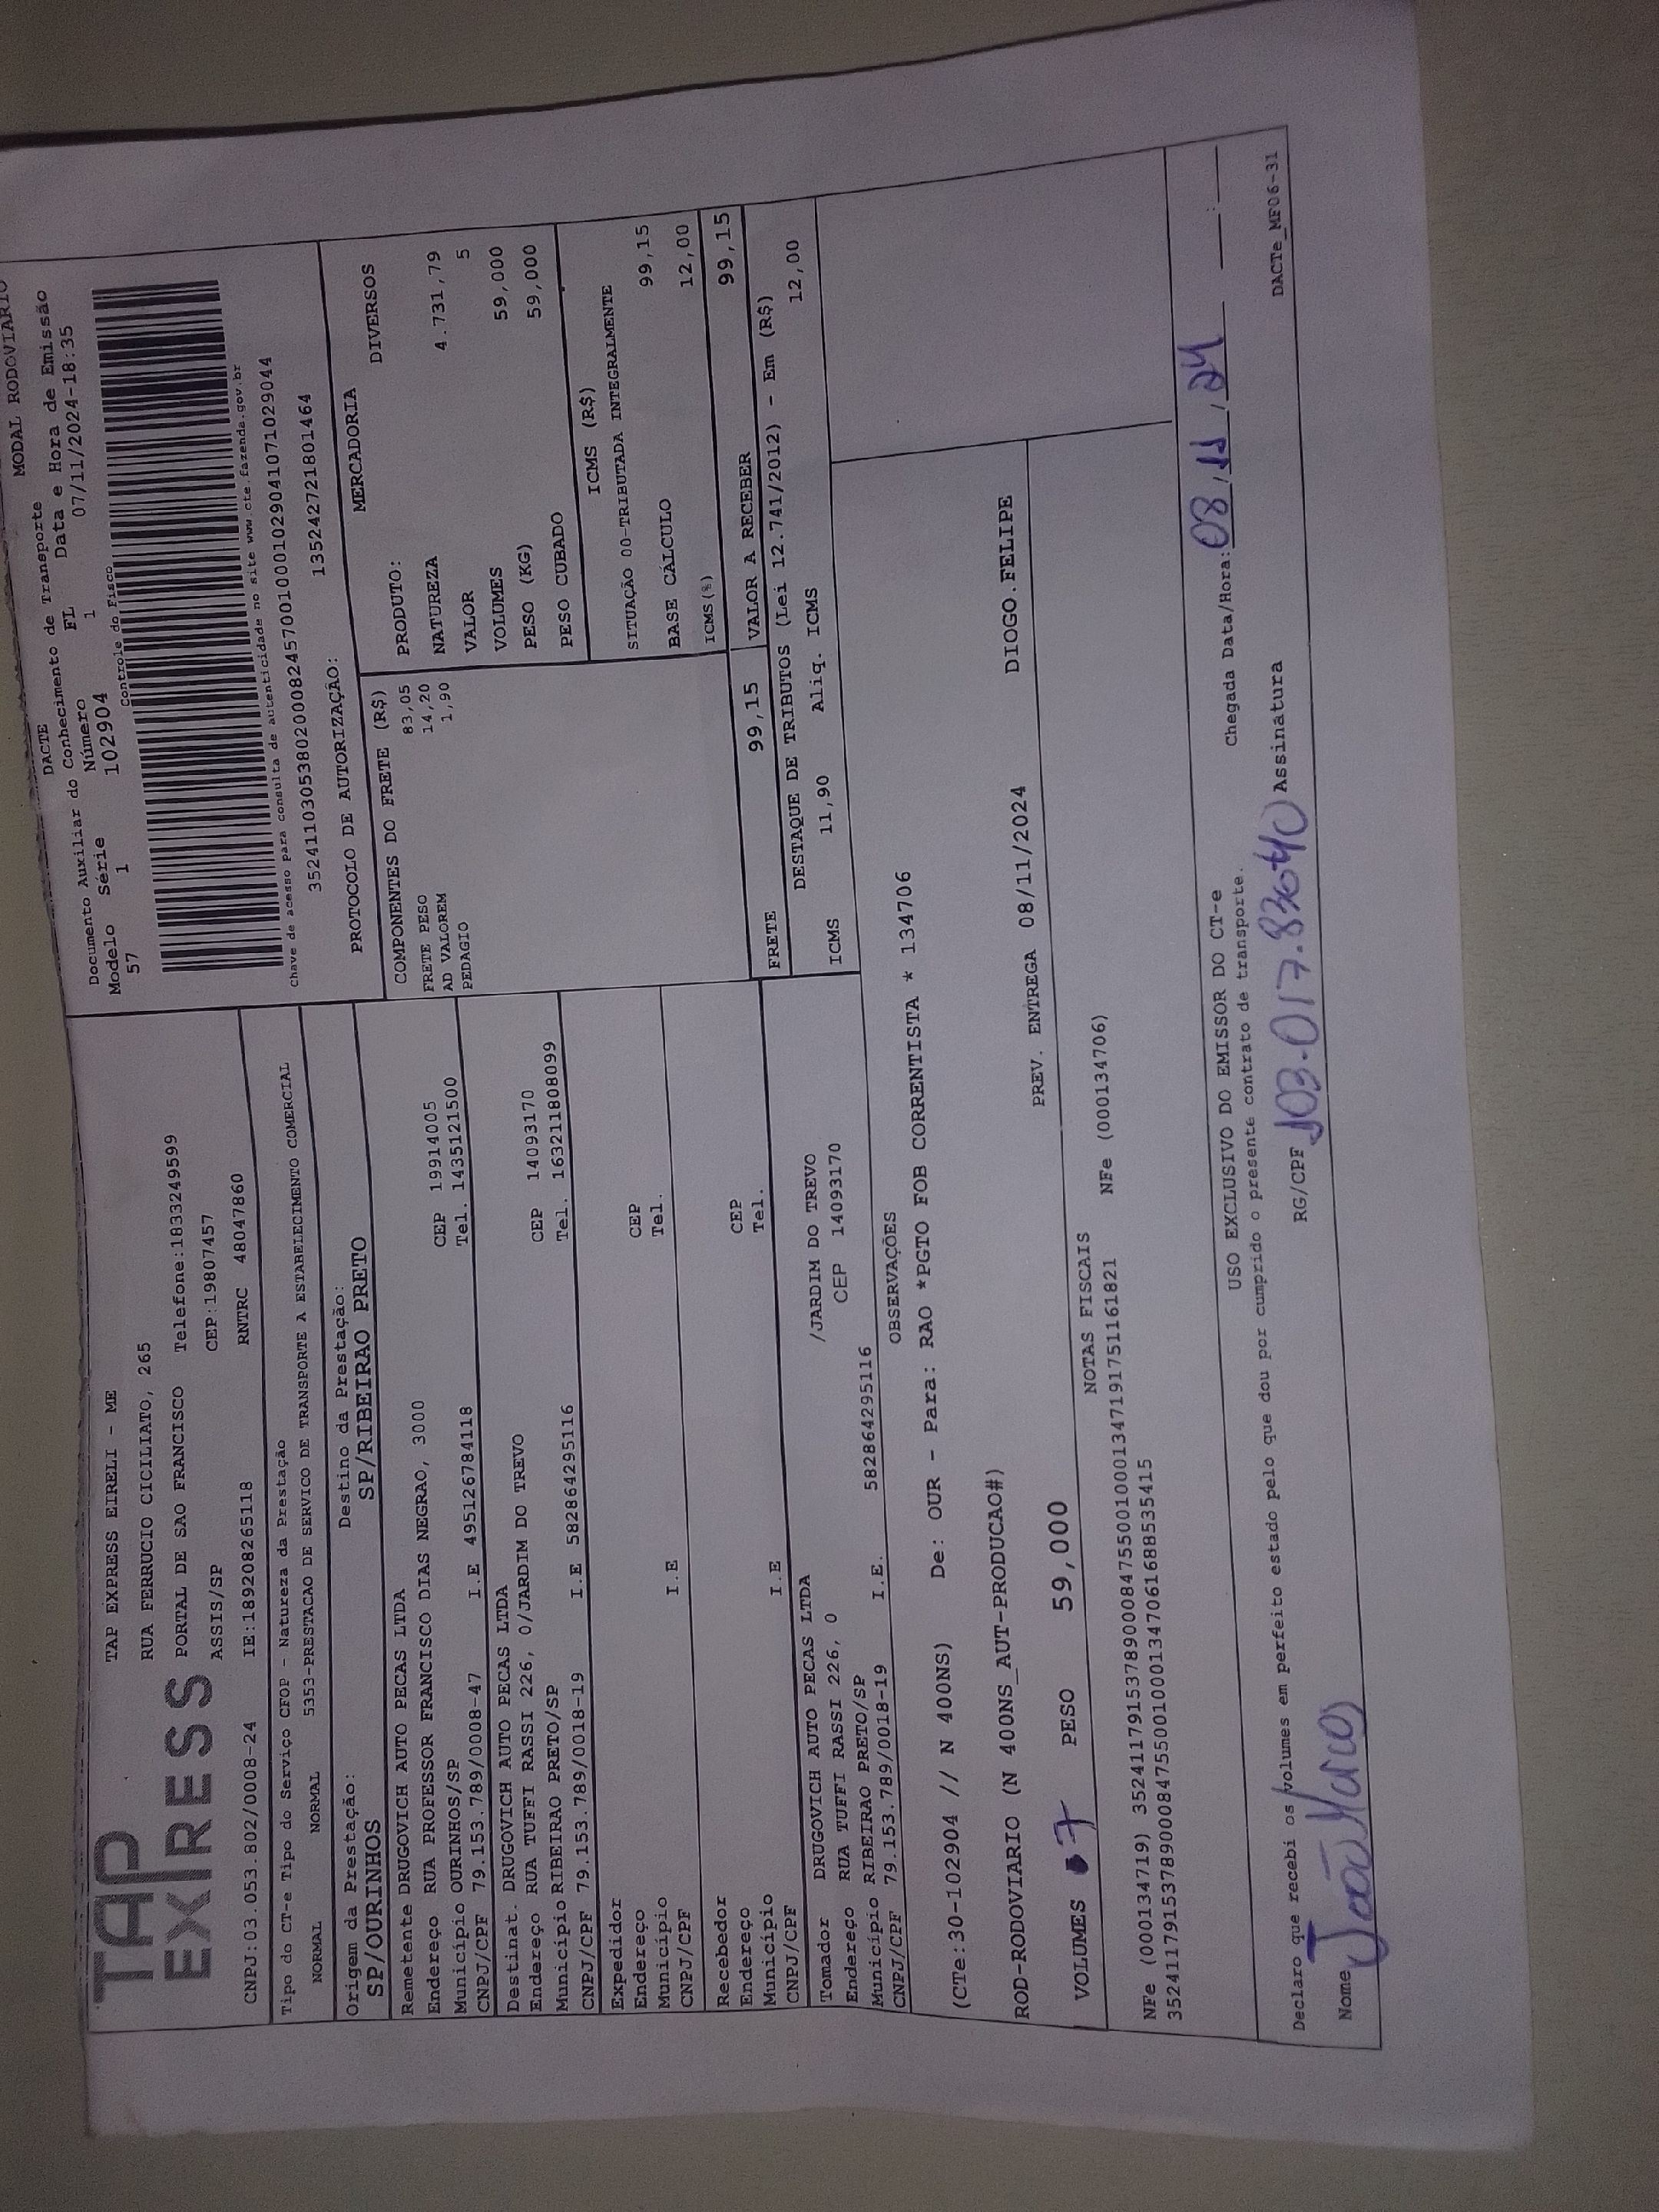 TAP
EXPRESS
TAP EXPRESS EIRELI - ME
RUA FERRUCIO CICILIATO, 265
PORTAL DE SAO FRANCISCO Telefone:1833249599
ASSIS/SP CEP:19807457
CNPJ:03.053.802/0008-24 IE:189208265118 RNTRC 48047860
MODAL RODOVIÁRIO
DACTE
Documento Auxiliar do Conhecimento de Transporte
Modelo Série Número FL Data e Hora de Emissão
57 1 102904 1 07/11/2024-18:35
Controle do Fisco
Chave de acesso para consulta de autenticidade no site www.cte.fazenda.gov.br
35241103053802000824570010001029041071029044
PROTOCOLO DE AUTORIZAÇÃO: 135242721801464
Tipo do CT-e Tipo do Serviço CFOP - Natureza da Prestação
NORMAL NORMAL 5353-PRESTACAO DE SERVICO DE TRANSPORTE A ESTABELECIMENTO COMERCIAL
Origem da Prestação: Destino da Prestação:
SP/OURINHOS SP/RIBEIRAO PRETO
Remetente DRUGOVICH AUTO PECAS LTDA
Endereço RUA PROFESSOR FRANCISCO DIAS NEGRAO, 3000
Município OURINHOS/SP CEP 19914005
CNPJ/CPF 79.153.789/0008-47 I.E 495126784118 Tel. 1435121500
Destinat. DRUGOVICH AUTO PECAS LTDA
Endereço RUA TUFFI RASSI 226, 0/JARDIM DO TREVO
Município RIBEIRAO PRETO/SP CEP 14093170
CNPJ/CPF 79.153.789/0018-19 I.E 582864295116 Tel. 163211808099
Expedidor
Endereço
Município CEP
CNPJ/CPF I.E Tel.
Recebedor
Endereço
Município CEP
CNPJ/CPF I.E Tel.
Tomador DRUGOVICH AUTO PECAS LTDA
Endereço RUA TUFFI RASSI 226, 0 /JARDIM DO TREVO
Município RIBEIRAO PRETO/SP CEP 14093170
CNPJ/CPF 79.153.789/0018-19 I.E. 582864295116
COMPONENTES DO FRETE (R$)
FRETE PESO 83,05
AD VALOREM 14,20
PEDAGIO 1,90
MERCADORIA
PRODUTO: DIVERSOS
NATUREZA
VALOR 4.731,79
VOLUMES 5
PESO (KG) 59,000
PESO CUBADO 59,000
ICMS (R$)
SITUAÇÃO 00-TRIBUTADA INTEGRALMENTE
BASE CÁLCULO 99,15
ICMS(%) 12,00
FRETE 99,15 VALOR A RECEBER 99,15
DESTAQUE DE TRIBUTOS (Lei 12.741/2012) - Em (R$)
ICMS 11,90 Aliq. ICMS 12,00
OBSERVAÇÕES
(CTe:30-102904 // N 400NS) De: OUR - Para: RAO *PGTO FOB CORRENTISTA * 134706
ROD-RODOVIARIO (N 400NS_AUT-PRODUCAO#) DIOGO.FELIPE
VOLUMES 7 PESO 59,000 PREV. ENTREGA 08/11/2024
NOTAS FISCAIS
NFe (000134719) 35241179153789000847550010001347191751161821 NFe (000134706)
35241179153789000847550010001347061688535415
USO EXCLUSIVO DO EMISSOR DO CT-e
Declaro que recebi os volumes em perfeito estado pelo que dou por cumprido o presente contrato de transporte. Chegada Data/Hora: 08/11/24 __:__
Nome João Marcos RG/CPF 103.017.83640 Assinatura
DACTe_MF06-31